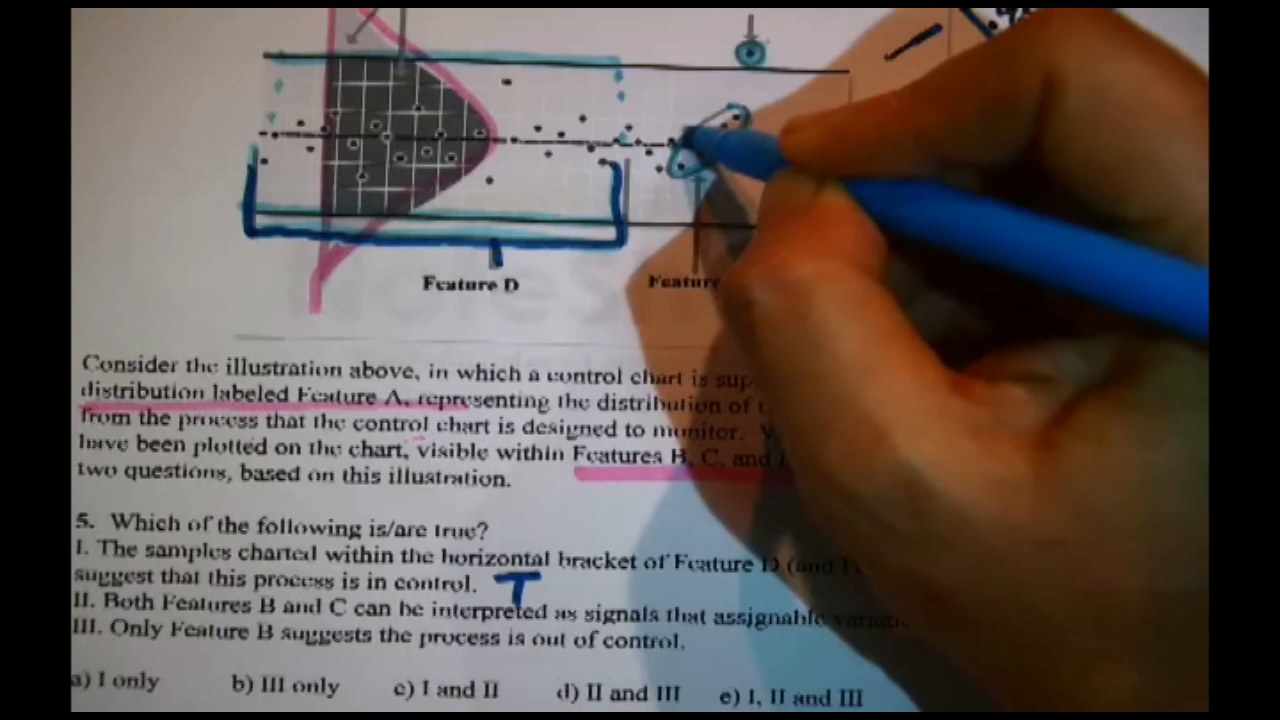 Feature D
Feature
Consider the illustration above, in which a control chart is sup
distribution labeled Feature A, representing the distribution of
from the process that the control chart is designed to monitor.
have been plotted on the chart, visible within Features B, C, and
two questions, based on this illustration.
5. Which of the following is/are true?
I. The samples charted within the horizontal bracket of Feature D (and
suggest that this process is in control. T
II. Both Features B and C can be interpreted as signals that assignable
III. Only Feature B suggests the process is out of control.
a) I only b) III only c) I and II d) II and III e) I, II and III